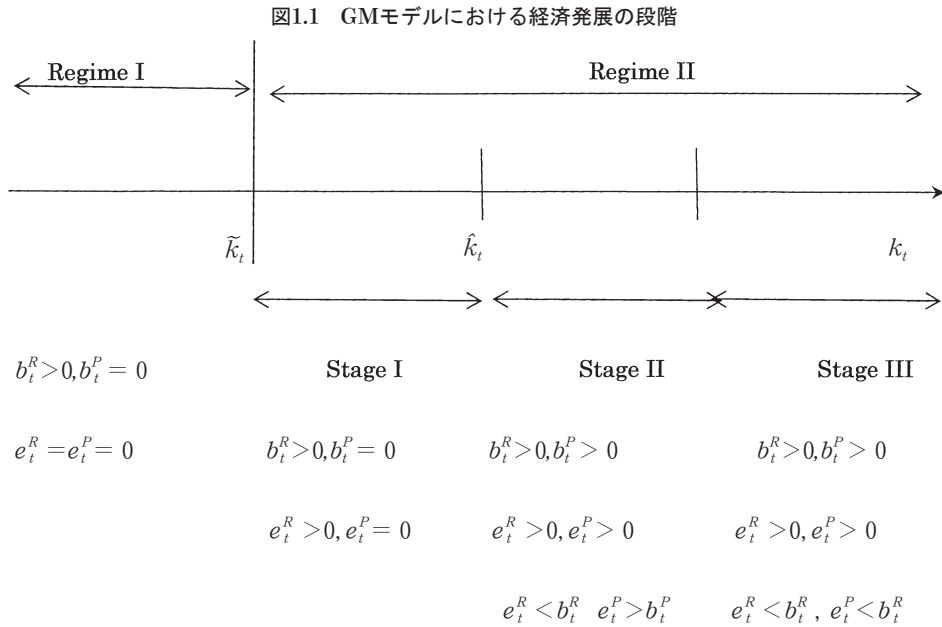 図1.1 GMモデルにおける経済発展の段階
Regime I Regime II
k̃_t k̂_t k_t
b_t^R>0,b_t^P= 0 Stage I Stage II Stage III
e_t^R=e_t^P= 0 b_t^R>0,b_t^P= 0 b_t^R>0,b_t^P> 0 b_t^R>0,b_t^P> 0
e_t^R >0, e_t^P= 0 e_t^R >0, e_t^P> 0 e_t^R >0, e_t^P> 0
e_t^R <b_t^R e_t^P>b_t^P e_t^R <b_t^R , e_t^P<b_t^R